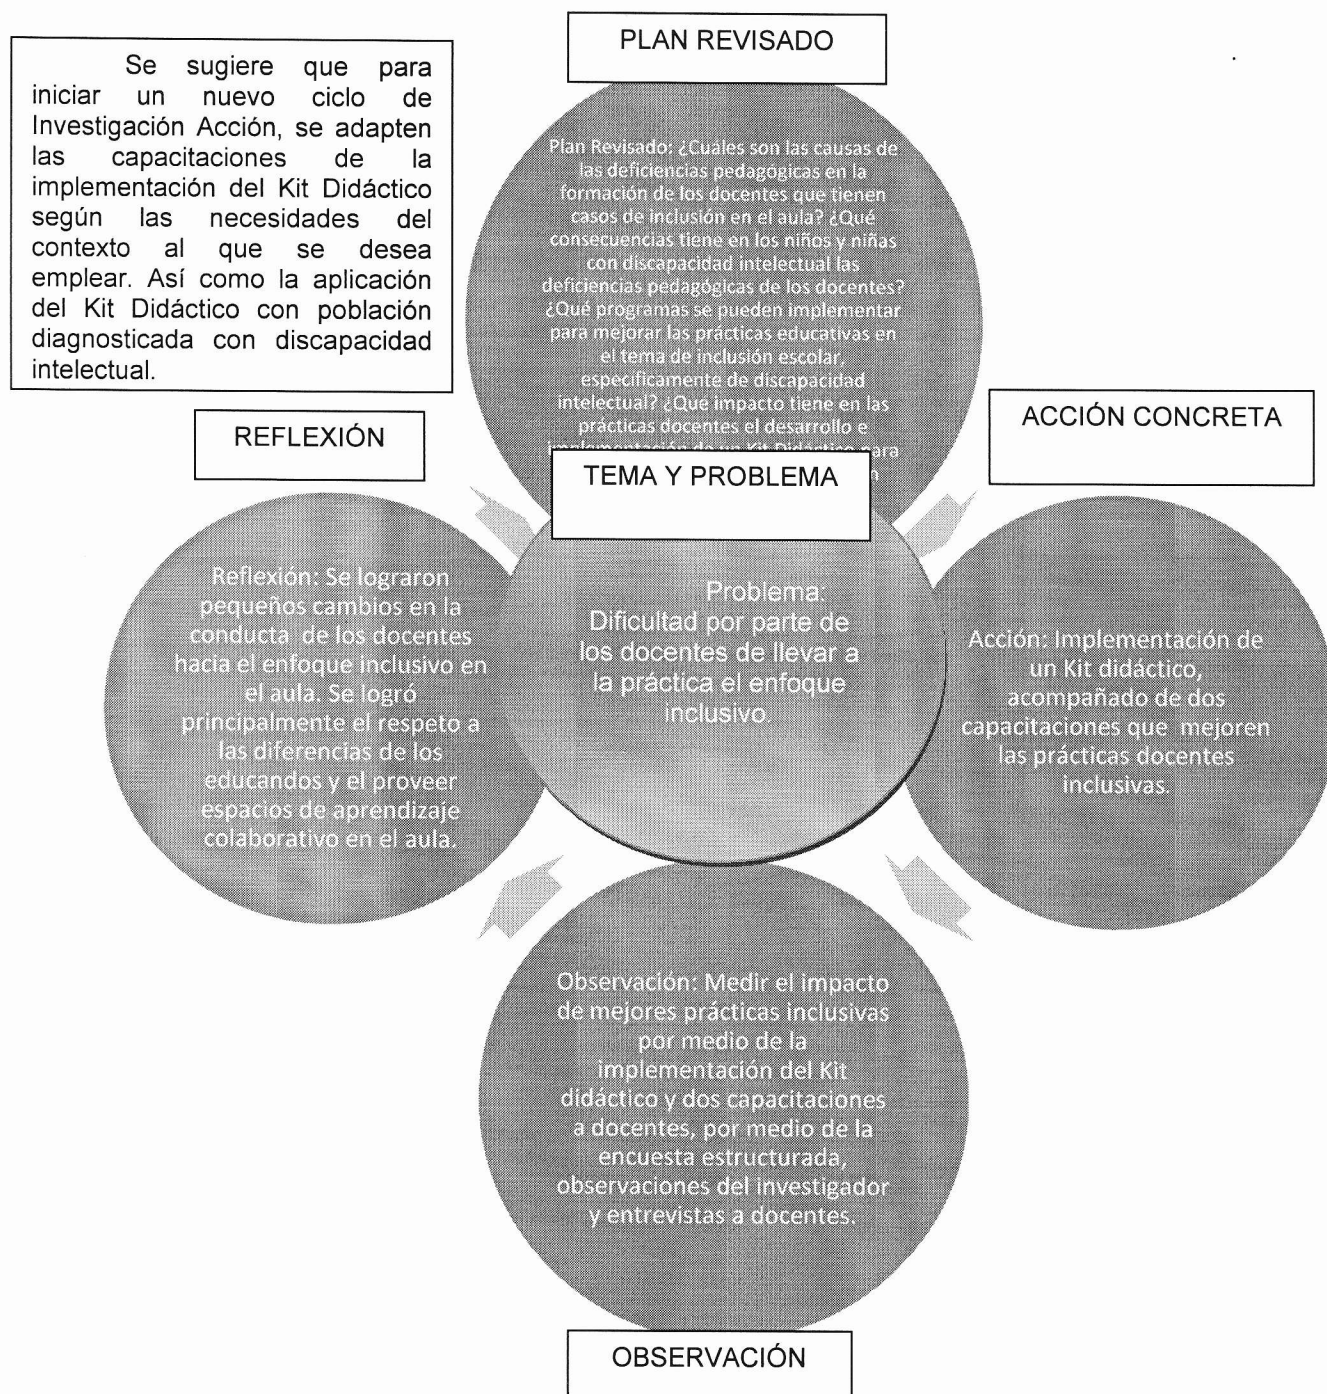 PLAN REVISADO
Se sugiere que para
iniciar un nuevo ciclo de
Investigación Acción, se adapten
las capacitaciones de la
implementación del Kit Didáctico
según las necesidades del
contexto al que se desea
emplear. Así como la aplicación
del Kit Didáctico con población
diagnosticada con discapacidad
intelectual.
Plan Revisado: ¿Cuáles son las causas de
las deficiencias pedagógicas en la
formación de los docentes que tienen
casos de inclusión en el aula? ¿Qué
consecuencias tiene en los niños y niñas
con discapacidad intelectual las
deficiencias pedagógicas de los docentes?
¿Qué programas se pueden implementar
para mejorar las prácticas educativas en
el tema de inclusión escolar,
específicamente de discapacidad
intelectual? ¿Que impacto tiene en las
prácticas docentes el desarrollo e
implementación de un Kit Didáctico para
REFLEXIÓN
ACCIÓN CONCRETA
TEMA Y PROBLEMA
Reflexión: Se lograron
pequeños cambios en la
conducta de los docentes
hacia el enfoque inclusivo en
el aula. Se logró
principalmente el respeto a
las diferencias de los
educandos y el proveer
espacios de aprendizaje
colaborativo en el aula.
Problema:
Dificultad por parte de
los docentes de llevar a
la práctica el enfoque
inclusivo.
Acción: Implementación de
un Kit didáctico,
acompañado de dos
capacitaciones que mejoren
las prácticas docentes
inclusivas.
Observación: Medir el impacto
de mejores prácticas inclusivas
por medio de la
implementación del Kit
didáctico y dos capacitaciones
a docentes, por medio de la
encuesta estructurada,
observaciones del investigador
y entrevistas a docentes.
OBSERVACIÓN